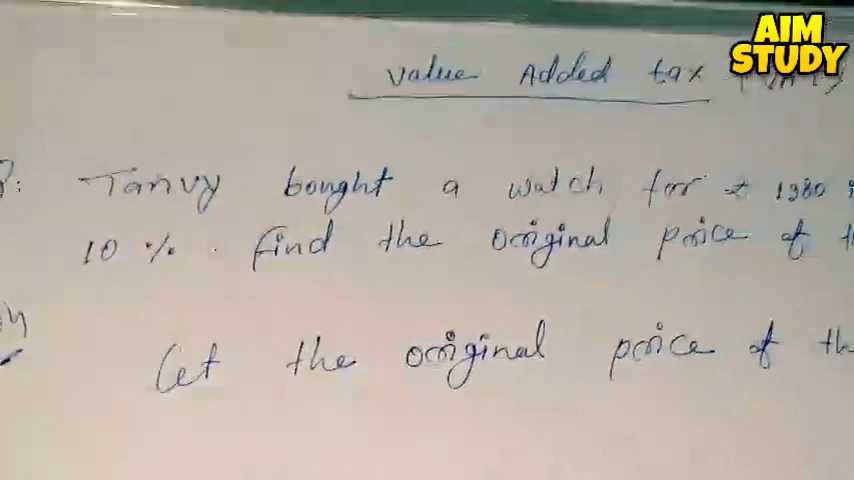 AIM
STUDY
Value Added tax
Tanvy bought a watch for ₹ 1980
10 %. find the original price of
Let the original price of